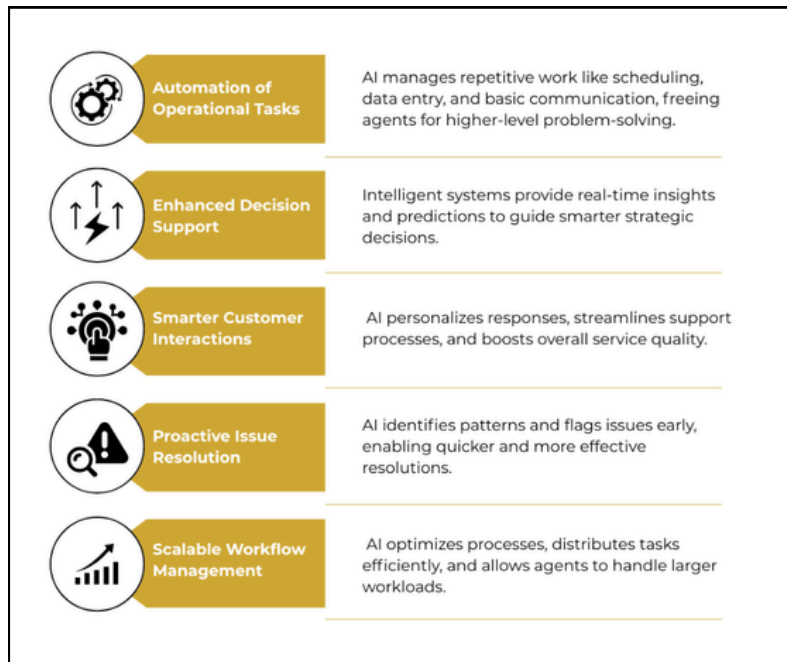 Automation of
Operational Tasks
AI manages repetitive work like scheduling,
data entry, and basic communication, freeing
agents for higher-level problem-solving.
Enhanced Decision
Support
Intelligent systems provide real-time insights
and predictions to guide smarter strategic
decisions.
Smarter Customer
Interactions
AI personalizes responses, streamlines support
processes, and boosts overall service quality.
Proactive Issue
Resolution
AI identifies patterns and flags issues early,
enabling quicker and more effective
resolutions.
Scalable Workflow
Management
AI optimizes processes, distributes tasks
efficiently, and allows agents to handle larger
workloads.